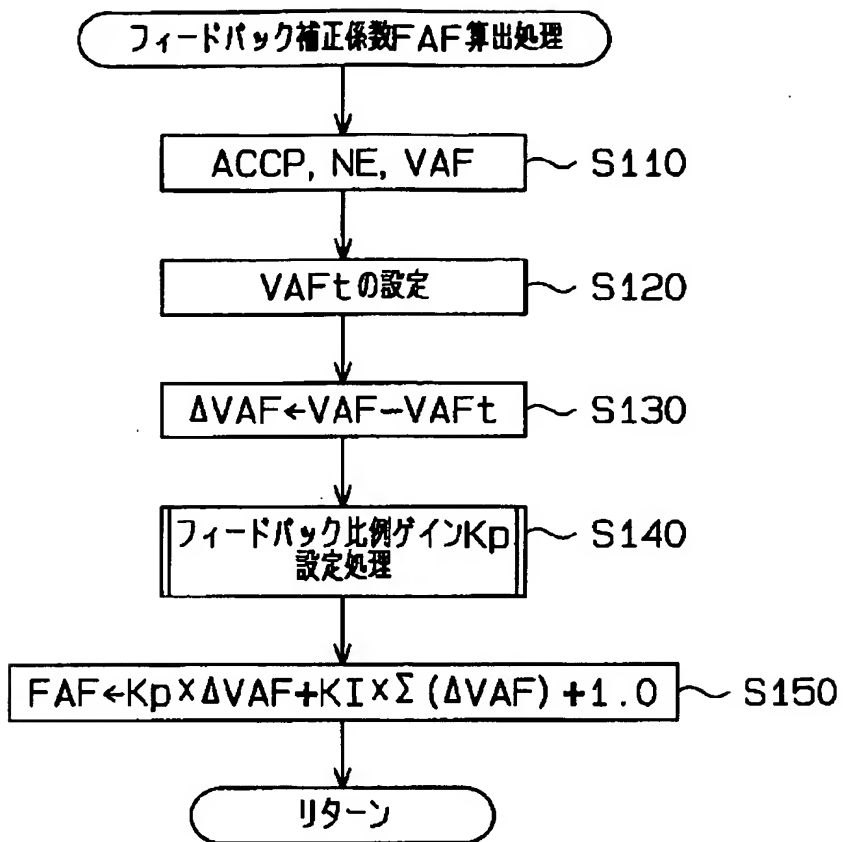 フィードバック補正係数FAF算出処理
ACCP, NE, VAF
S110
VAFtの設定
S120
ΔVAF←VAF−VAFt
S130
フィードバック比例ゲインKp
設定処理
S140
FAF←Kp×ΔVAF+KI×Σ(ΔVAF)+1.0
S150
リターン